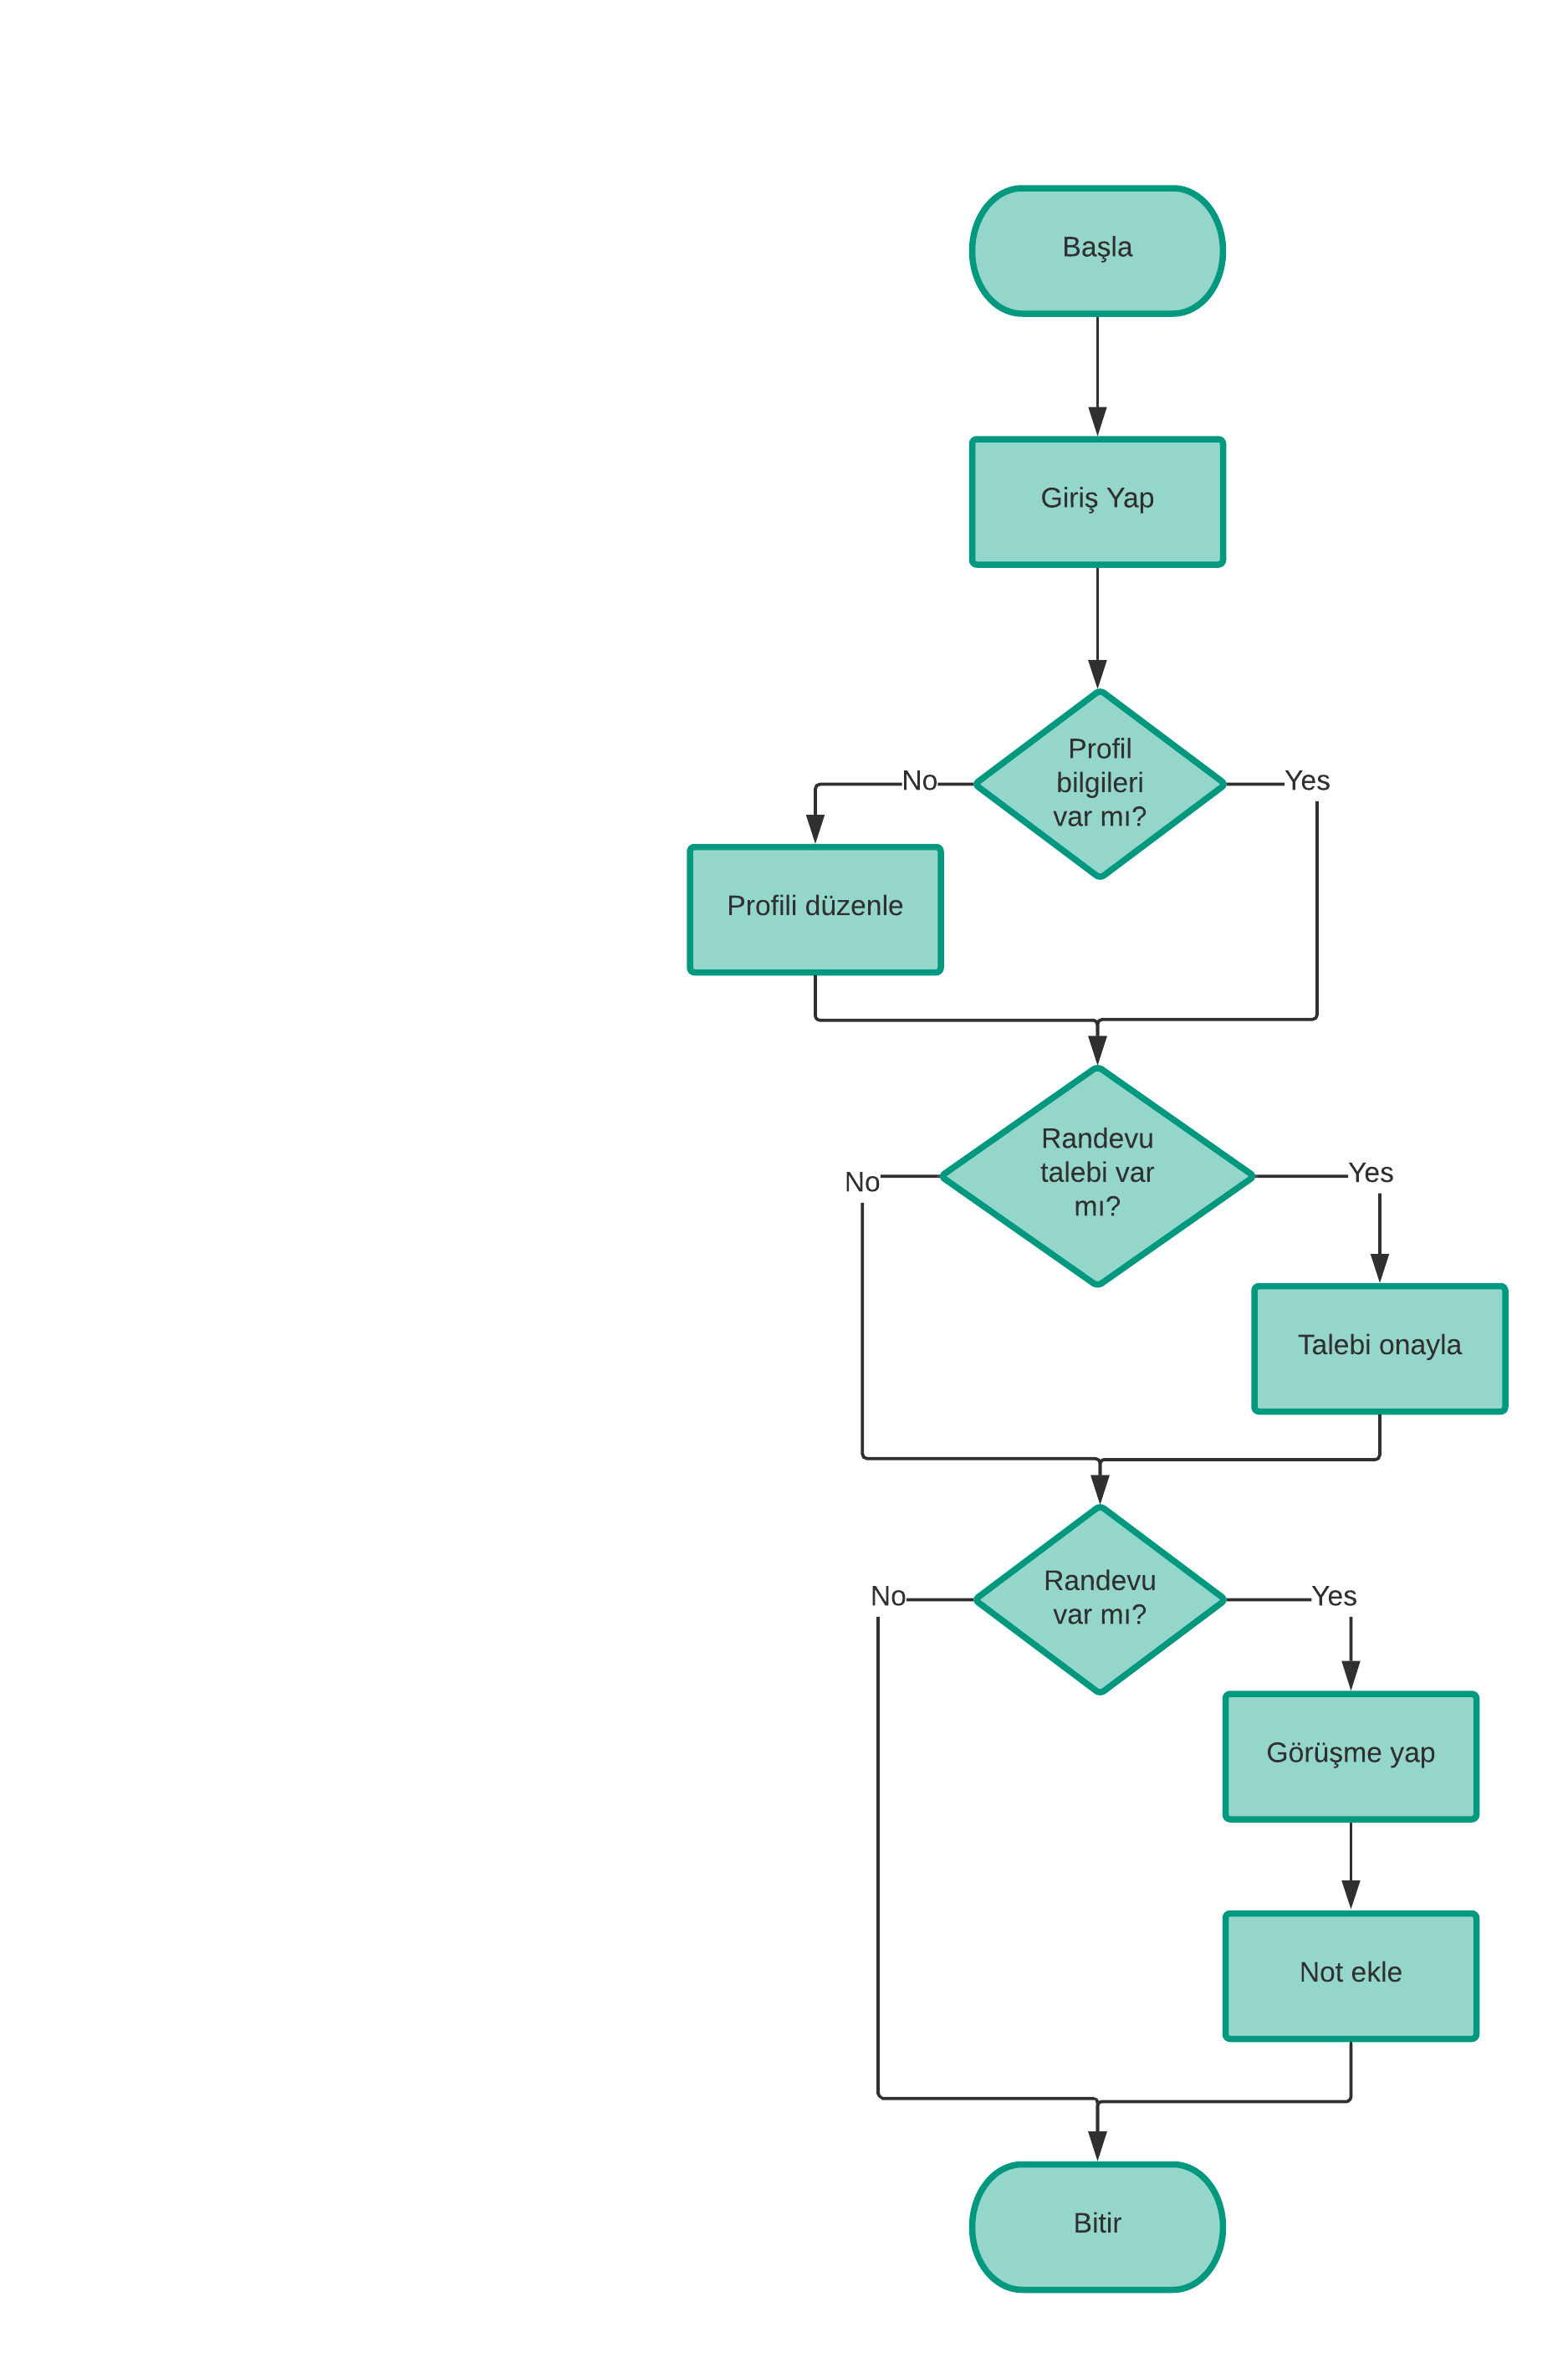 Başla
Giriş Yap
Profil
bilgileri
var mı?
No
Yes
Profili düzenle
Randevu
talebi var
mı?
No
Yes
Talebi onayla
Randevu
var mı?
No
Yes
Görüşme yap
Not ekle
Bitir